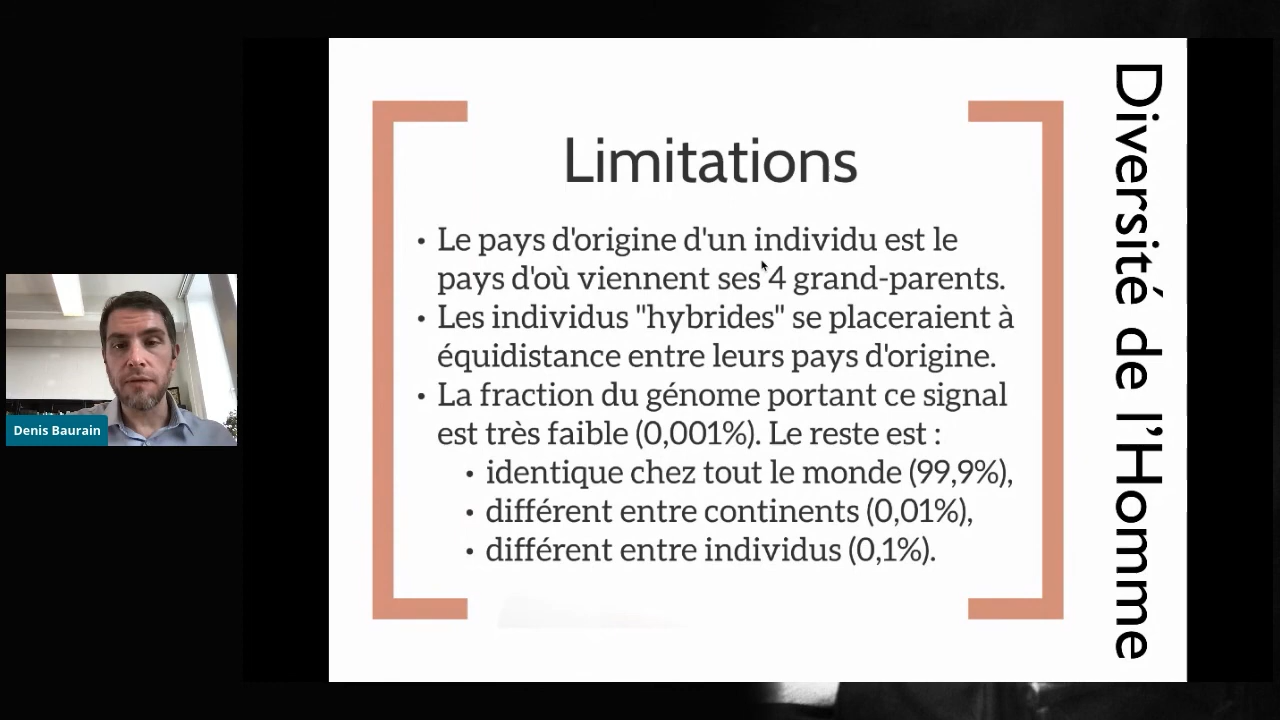 Limitations
• Le pays d'origine d'un individu est le
pays d'où viennent ses 4 grand-parents.
• Les individus "hybrides" se placeraient à
équidistance entre leurs pays d'origine.
• La fraction du génome portant ce signal
est très faible (0,001%). Le reste est :
• identique chez tout le monde (99,9%),
• différent entre continents (0,01%),
• différent entre individus (0,1%).
Diversité de l'Homme
Denis Baurain